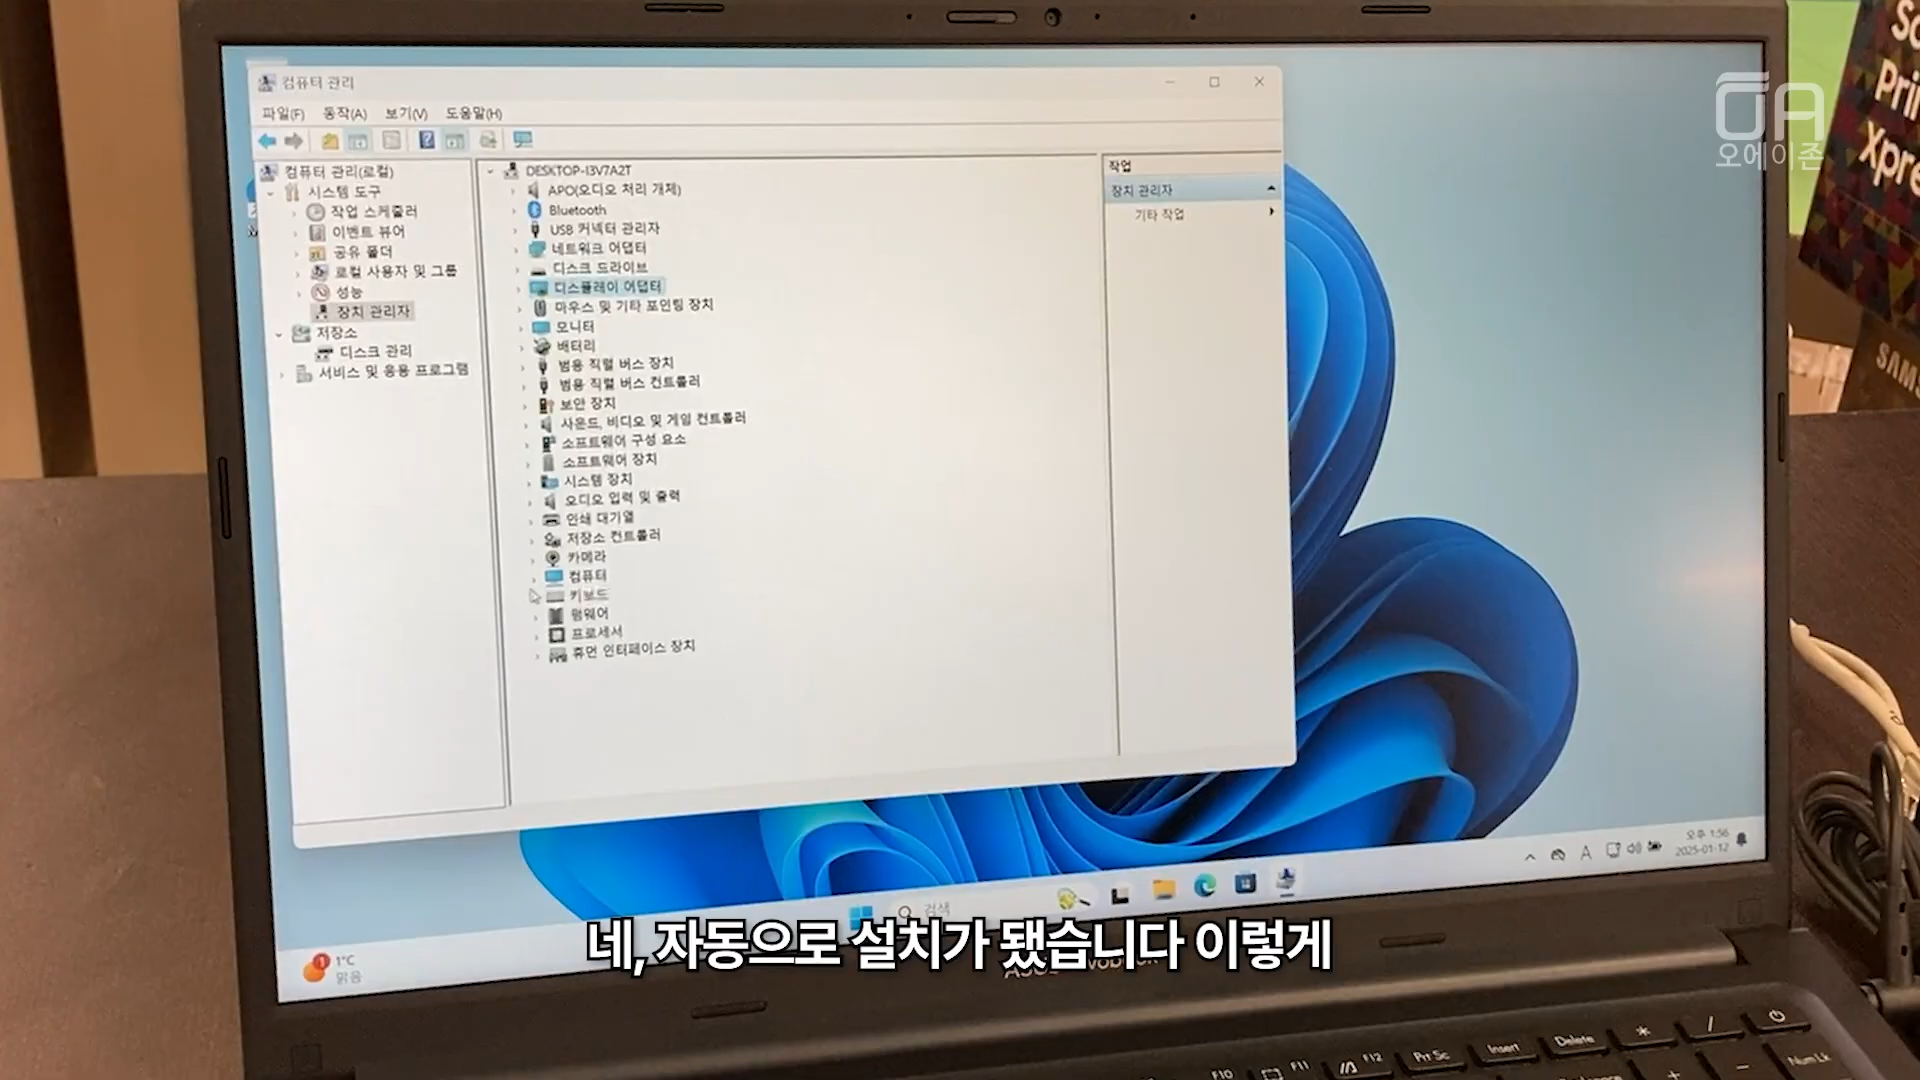 오에이존
So
Prin
Xpre
SAMS
컴퓨터 관리
파일(F) 동작(A) 보기(V) 도움말(H)
컴퓨터 관리(로컬)
시스템 도구
작업 스케줄러
이벤트 뷰어
공유 폴더
로컬 사용자 및 그룹
성능
장치 관리자
저장소
디스크 관리
서비스 및 응용 프로그램
DESKTOP-I3V7A2T
APO(오디오 처리 개체)
Bluetooth
USB 커넥터 관리자
네트워크 어댑터
디스크 드라이브
디스플레이 어댑터
마우스 및 기타 포인팅 장치
모니터
배터리
범용 직렬 버스 장치
범용 직렬 버스 컨트롤러
보안 장치
사운드, 비디오 및 게임 컨트롤러
소프트웨어 구성 요소
소프트웨어 장치
시스템 장치
오디오 입력 및 출력
인쇄 대기열
저장소 컨트롤러
카메라
컴퓨터
키보드
펌웨어
프로세서
휴먼 인터페이스 장치
작업
장치 관리자
기타 작업
검색
A
오후 1:56
2025-01-12
1
1°C
맑음
네, 자동으로 설치가 됐습니다 이렇게
F10 F11 F12 Prt Sc Insert Delete * /
+ - Num Lk